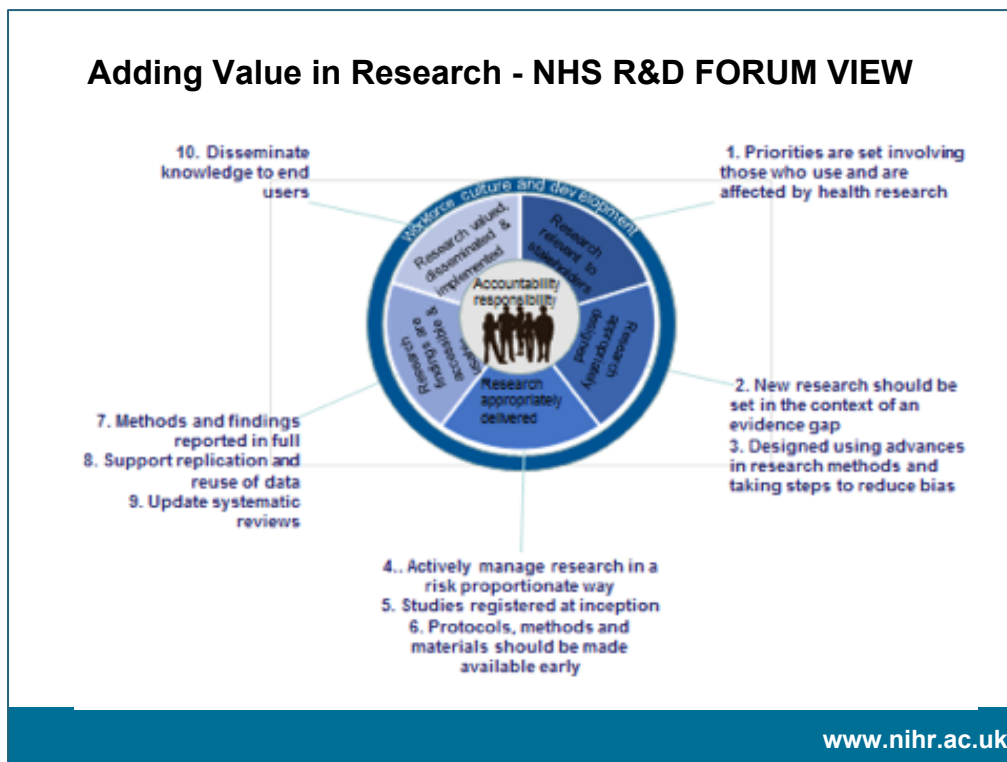 Adding Value in Research - NHS R&D FORUM VIEW
10. Disseminate
knowledge to end
users
1. Priorities are set involving
those who use and are
affected by health research
Workforce culture and development
Research valued,
disseminated &
implemented
Research
relevant to
stakeholders
Accountability
responsibility
Research
appropriately
designed
Research
findings are
accessible &
Research
appropriately
delivered
2. New research should be
set in the context of an
evidence gap
3. Designed using advances
in research methods and
taking steps to reduce bias
7. Methods and findings
reported in full
8. Support replication and
reuse of data
9. Update systematic
reviews
4.. Actively manage research in a
risk proportionate way
5. Studies registered at inception
6. Protocols, methods and
materials should be made
available early
www.nihr.ac.uk